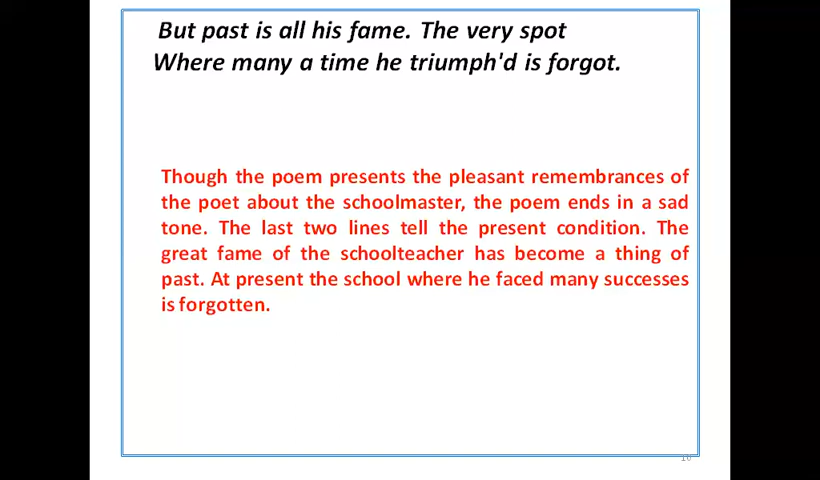 But past is all his fame. The very spot
Where many a time he triumph'd is forgot.
Though the poem presents the pleasant remembrances of
the poet about the schoolmaster, the poem ends in a sad
tone. The last two lines tell the present condition. The
great fame of the schoolteacher has become a thing of
past. At present the school where he faced many successes
is forgotten.